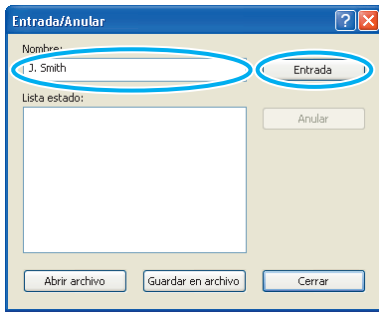 Entrada/Anular
Nombre:
J. Smith
Entrada
Lista estado:
Anular
Abrir archivo
Guardar en archivo
Cerrar